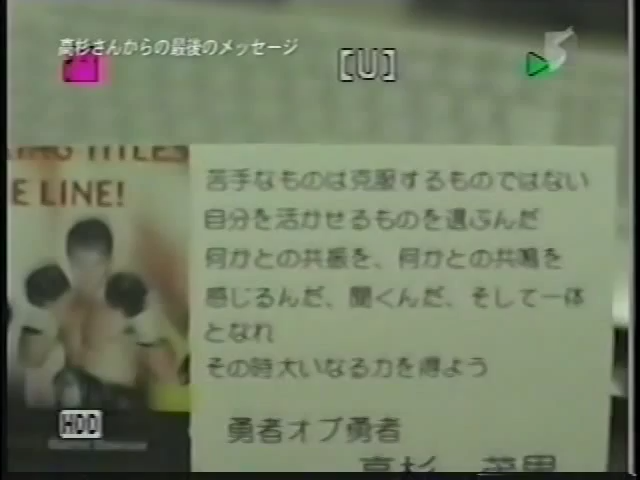 高杉さんからの最後のメッセージ
[U]
E LINE!
苦手なものは克服するものではない
自分を活かせるものを選ぶんだ
何かとの共振を、何かとの共鳴を
感じるんだ、聞くんだ、そして一体
となれ
その時大いなる力を得よう
HDD
勇者オブ勇者
高杉